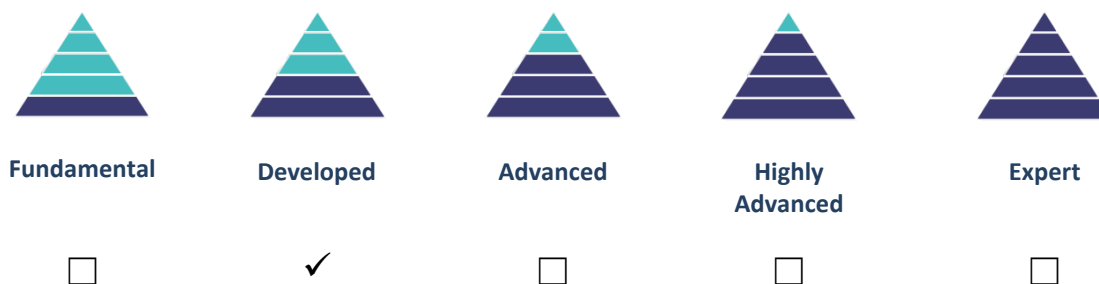 Fundamental
Developed
Advanced
Highly
Advanced
Expert
☐ ✓ ☐ ☐ ☐